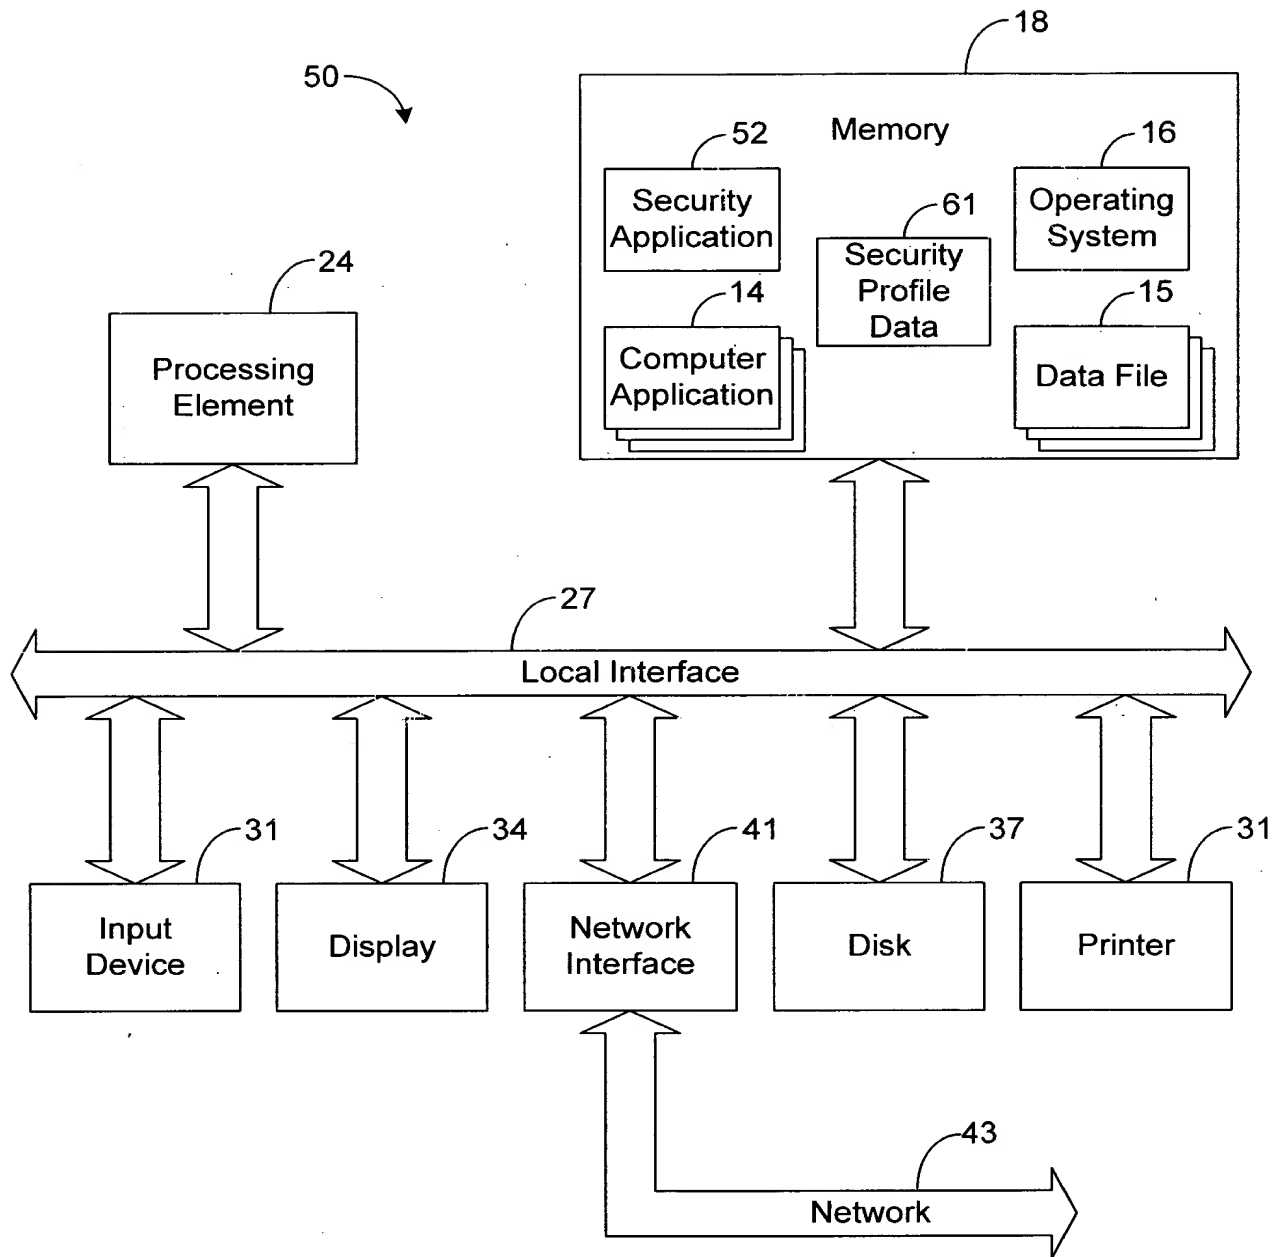 18
50
Memory
52
16
Security
Application
61
Operating
System
Security
Profile
Data
24
14
15
Processing
Element
Computer
Application
Data File
27
Local Interface
31
34
41
37
31
Input
Device
Display
Network
Interface
Disk
Printer
43
Network